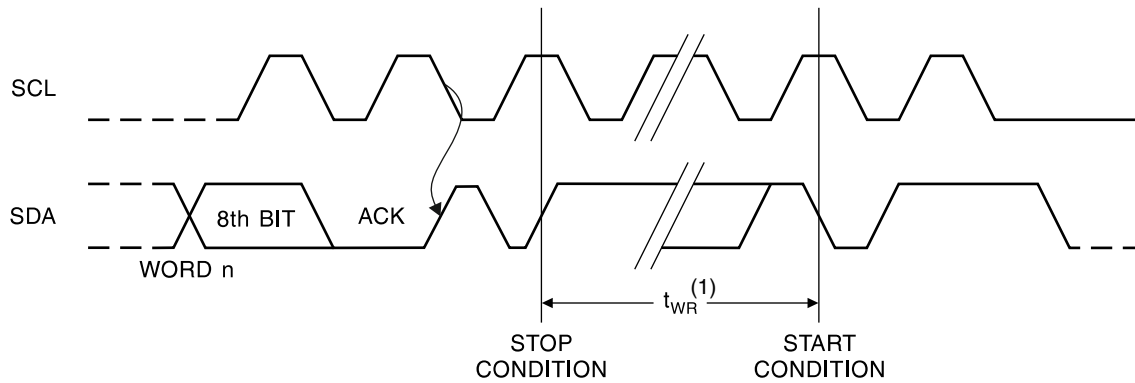 SCL
SDA
8th BIT
ACK
WORD n
tWR(1)
STOP
CONDITION
START
CONDITION